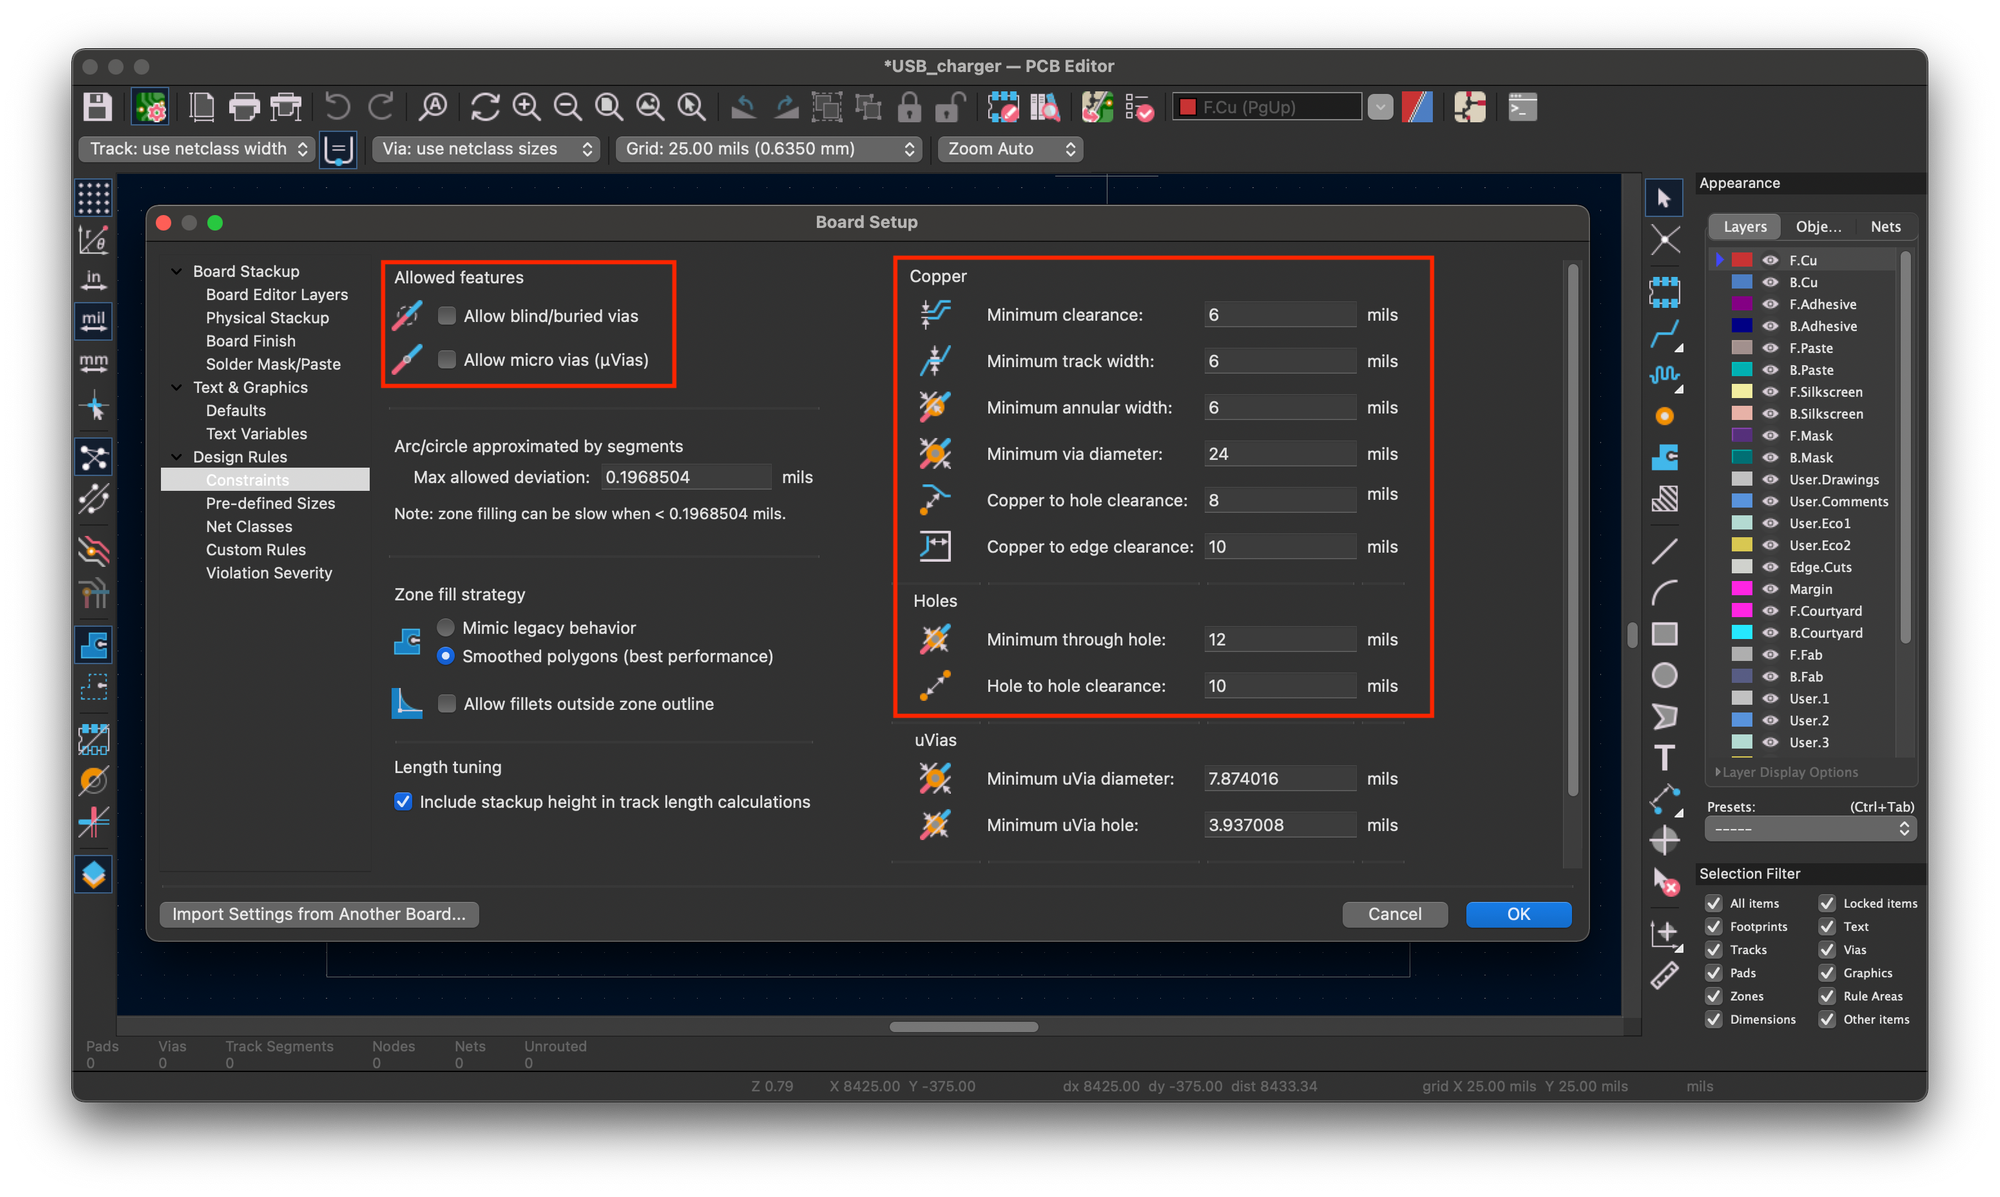 *USB_charger — PCB Editor
F.Cu (PgUp)
Track: use netclass width
Via: use netclass sizes
Grid: 25.00 mils (0.6350 mm)
Zoom Auto
in
mil
mm
Board Setup
Board Stackup
Board Editor Layers
Physical Stackup
Board Finish
Solder Mask/Paste
Text & Graphics
Defaults
Text Variables
Design Rules
Constraints
Pre-defined Sizes
Net Classes
Custom Rules
Violation Severity
Allowed features
Allow blind/buried vias
Allow micro vias (µVias)
Arc/circle approximated by segments
Max allowed deviation: 0.1968504 mils
Note: zone filling can be slow when < 0.1968504 mils.
Zone fill strategy
Mimic legacy behavior
Smoothed polygons (best performance)
Allow fillets outside zone outline
Length tuning
Include stackup height in track length calculations
Copper
Minimum clearance: 6 mils
Minimum track width: 6 mils
Minimum annular width: 6 mils
Minimum via diameter: 24 mils
Copper to hole clearance: 8 mils
Copper to edge clearance: 10 mils
Holes
Minimum through hole: 12 mils
Hole to hole clearance: 10 mils
uVias
Minimum uVia diameter: 7.874016 mils
Minimum uVia hole: 3.937008 mils
Import Settings from Another Board...
Cancel
OK
Appearance
Layers Obje... Nets
F.Cu
B.Cu
F.Adhesive
B.Adhesive
F.Paste
B.Paste
F.Silkscreen
B.Silkscreen
F.Mask
B.Mask
User.Drawings
User.Comments
User.Eco1
User.Eco2
Edge.Cuts
Margin
F.Courtyard
B.Courtyard
F.Fab
B.Fab
User.1
User.2
User.3
Layer Display Options
Presets: (Ctrl+Tab)
-----
Selection Filter
All items Locked items
Footprints Text
Tracks Vias
Pads Graphics
Zones Rule Areas
Dimensions Other items
Pads Vias Track Segments Nodes Nets Unrouted
0 0 0 0 0 0
Z 0.79 X 8425.00 Y -375.00 dx 8425.00 dy -375.00 dist 8433.34 grid X 25.00 mils Y 25.00 mils mils